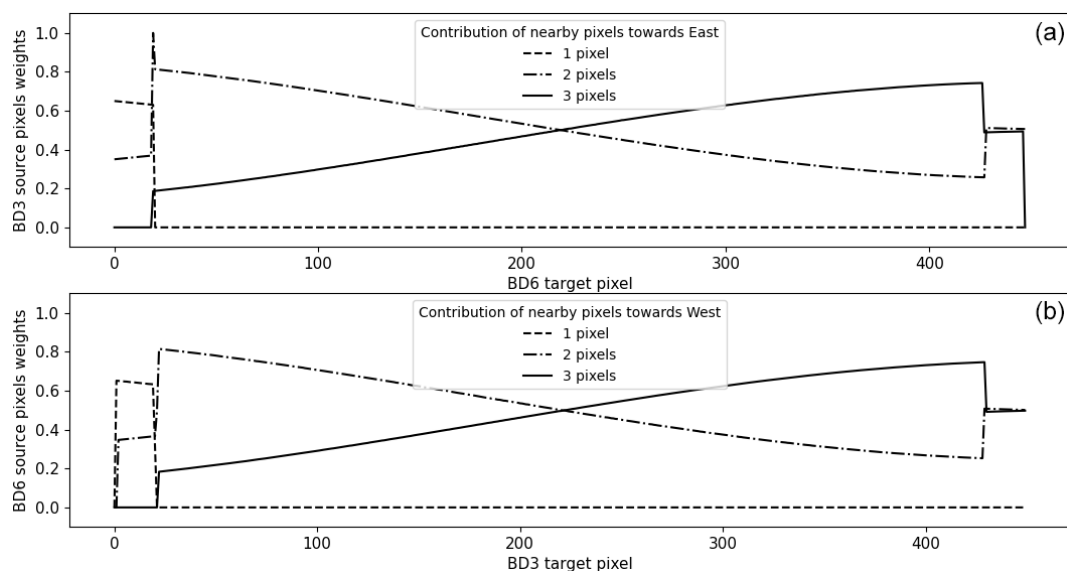 (a)
Contribution of nearby pixels towards East
1 pixel
2 pixels
3 pixels
BD3 source pixels weights
1.0
0.8
0.6
0.4
0.2
0.0
0 100 200 300 400
BD6 target pixel
(b)
Contribution of nearby pixels towards West
1 pixel
2 pixels
3 pixels
BD6 source pixels weights
1.0
0.8
0.6
0.4
0.2
0.0
0 100 200 300 400
BD3 target pixel